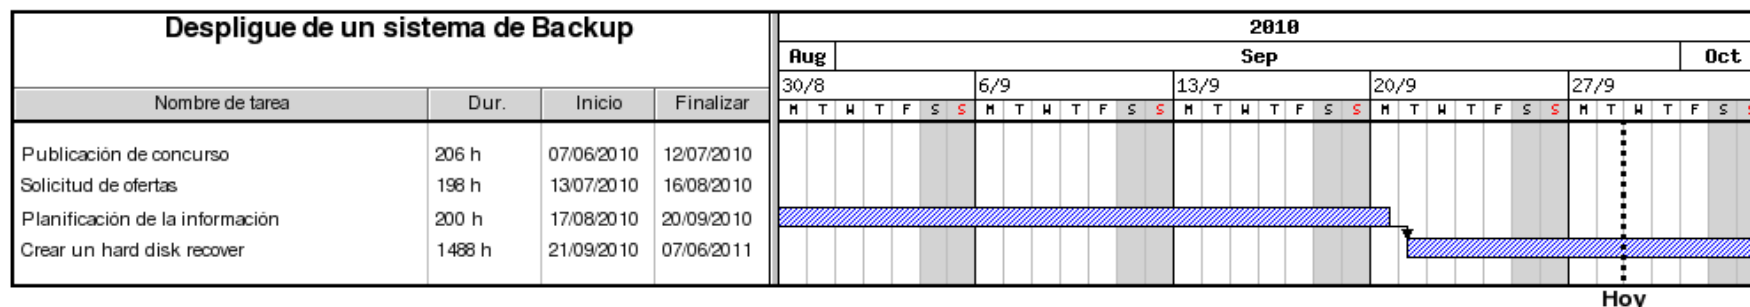 Despligue de un sistema de Backup
2010
Aug Sep Oct
30/8 6/9 13/9 20/9 27/9
Nombre de tarea Dur. Inicio Finalizar
M T W T F S S M T W T F S S M T W T F S S M T W T F S S M T W T F S S
Publicación de concurso 206 h 07/06/2010 12/07/2010
Solicitud de ofertas 198 h 13/07/2010 16/08/2010
Planificación de la información 200 h 17/08/2010 20/09/2010
Crear un hard disk recover 1488 h 21/09/2010 07/06/2011
Hoy